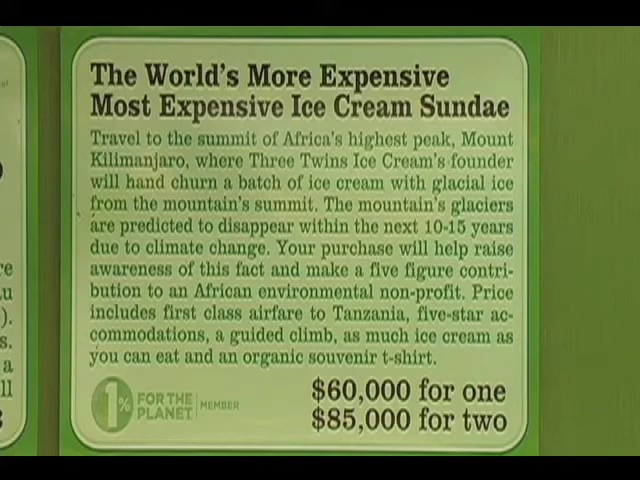 The World's More Expensive
Most Expensive Ice Cream Sundae
Travel to the summit of Africa's highest peak, Mount
Kilimanjaro, where Three Twins Ice Cream's founder
will hand churn a batch of ice cream with glacial ice
from the mountain's summit. The mountain's glaciers
are predicted to disappear within the next 10-15 years
due to climate change. Your purchase will help raise
awareness of this fact and make a five figure contri-
bution to an African environmental non-profit. Price
includes first class airfare to Tanzania, five-star ac-
commodations, a guided climb, as much ice cream as
you can eat and an organic souvenir t-shirt.
1% FOR THE
PLANET MEMBER
$60,000 for one
$85,000 for two